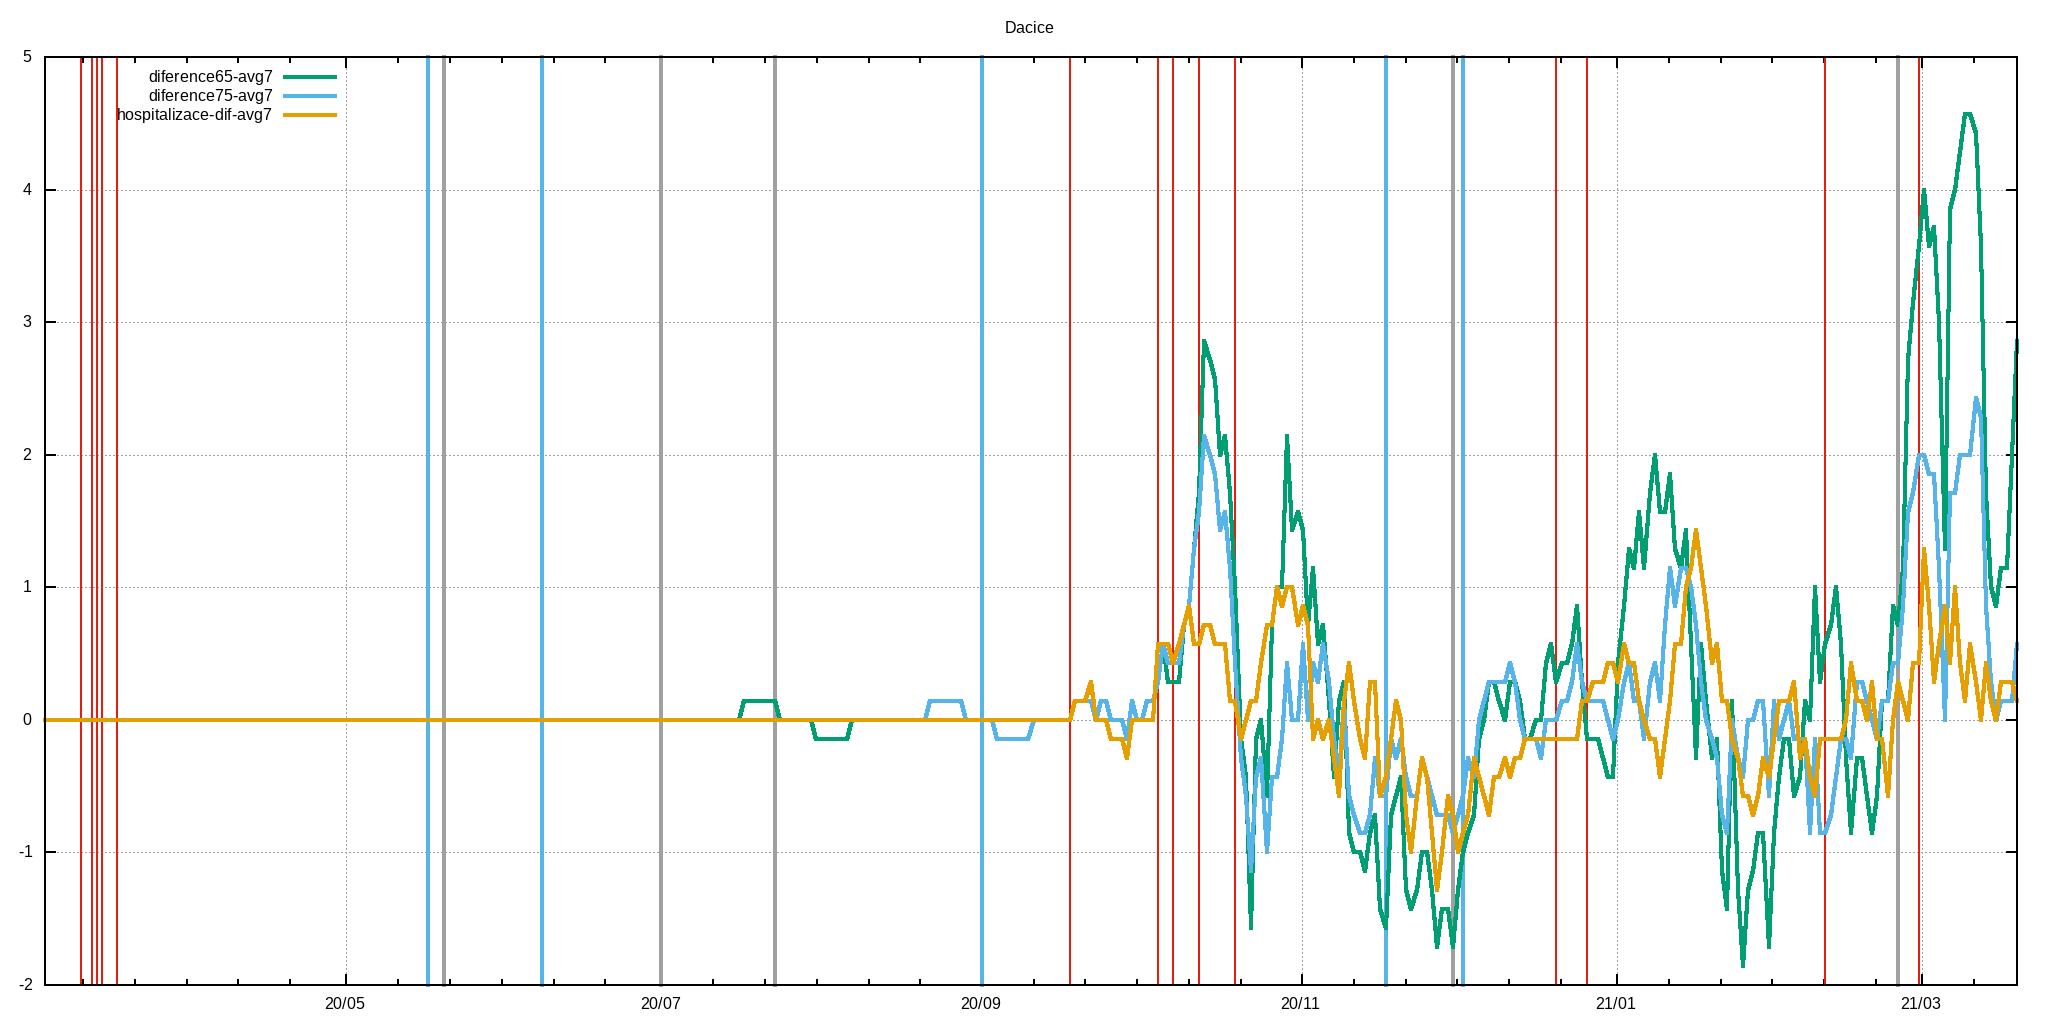 Dacice
5
diference65-avg7
diference75-avg7
hospitalizace-dif-avg7
4
3
2
1
0
-1
-2
20/05 20/07 20/09 20/11 21/01 21/03